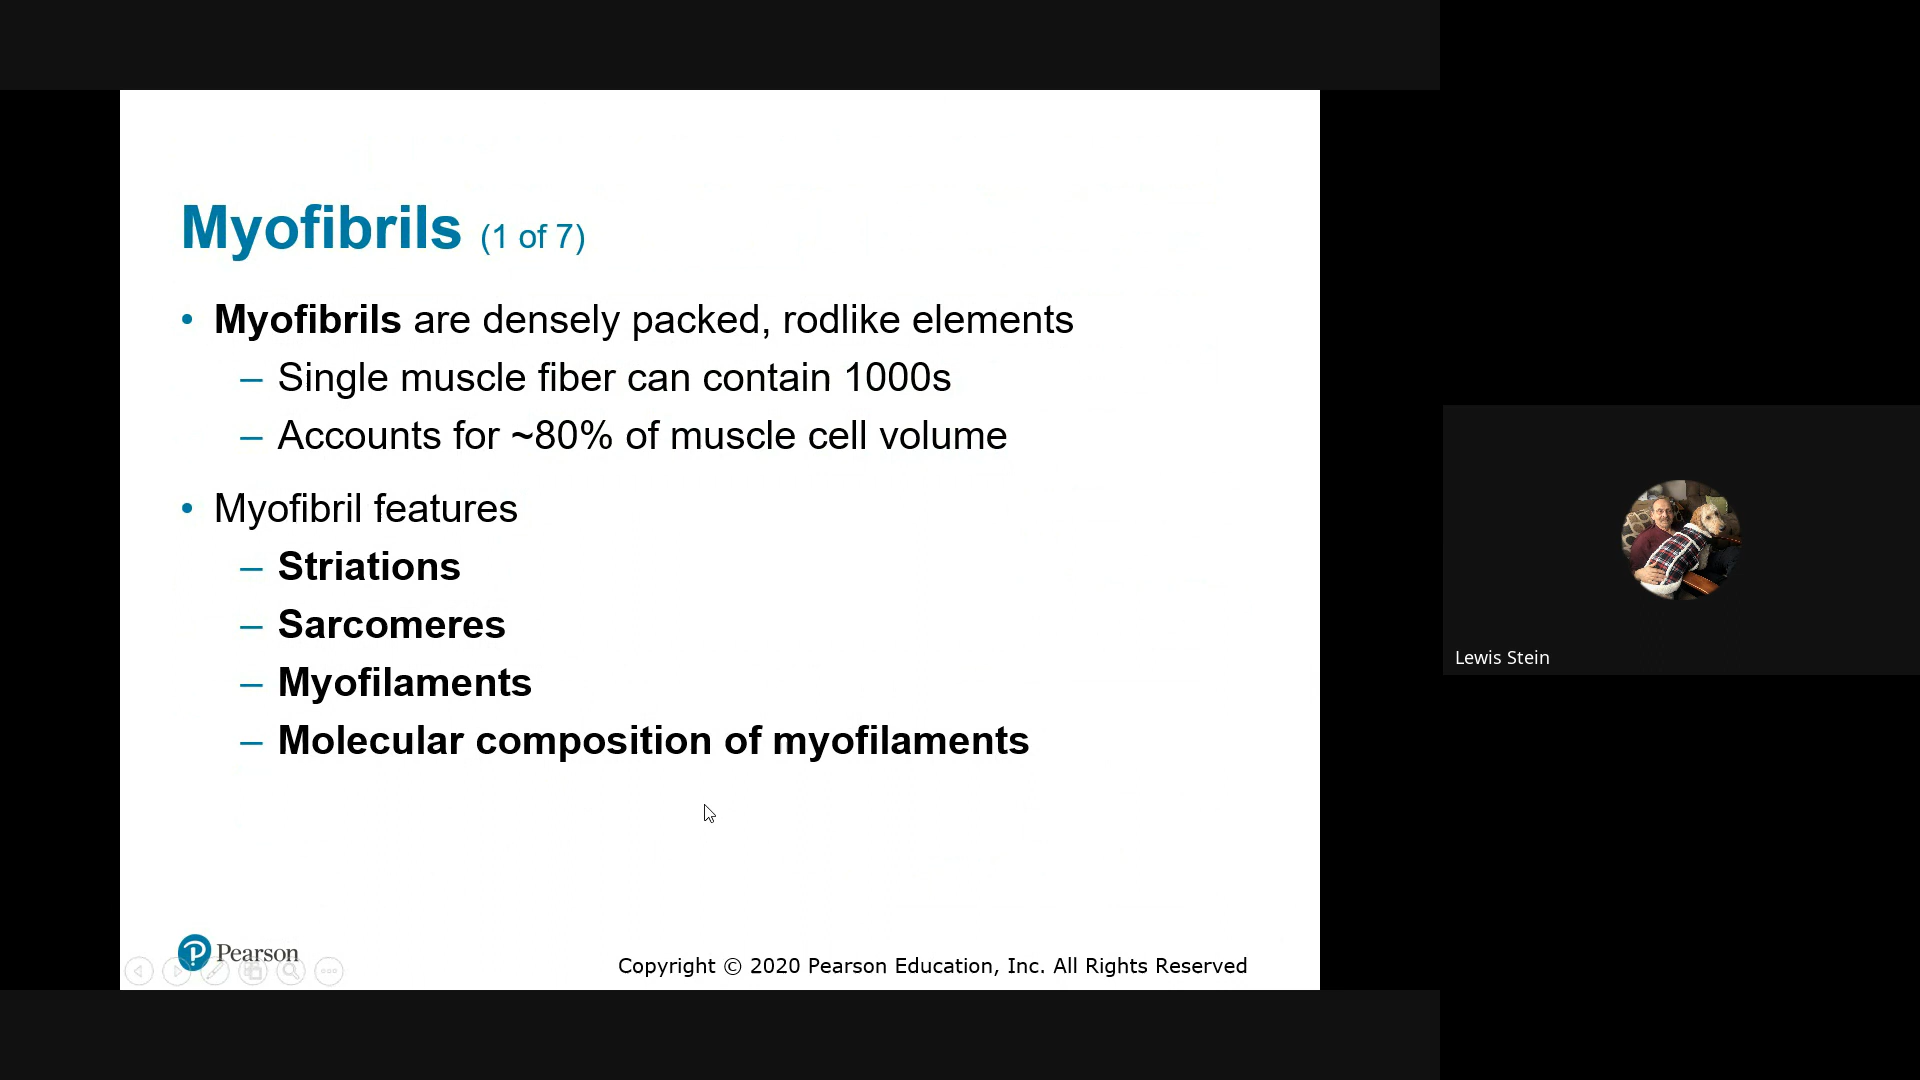 Myofibrils (1 of 7)
• Myofibrils are densely packed, rodlike elements
– Single muscle fiber can contain 1000s
– Accounts for ~80% of muscle cell volume
• Myofibril features
– Striations
– Sarcomeres
– Myofilaments
– Molecular composition of myofilaments
Pearson
Copyright © 2020 Pearson Education, Inc. All Rights Reserved
Lewis Stein